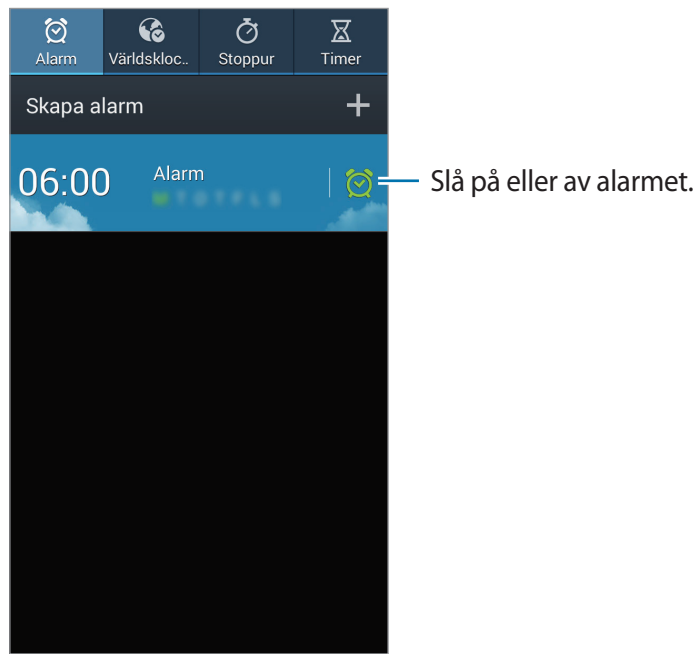 Alarm Världskloc.. Stoppur Timer
Skapa alarm
06:00 Alarm
M T O T F L S
Slå på eller av alarmet.